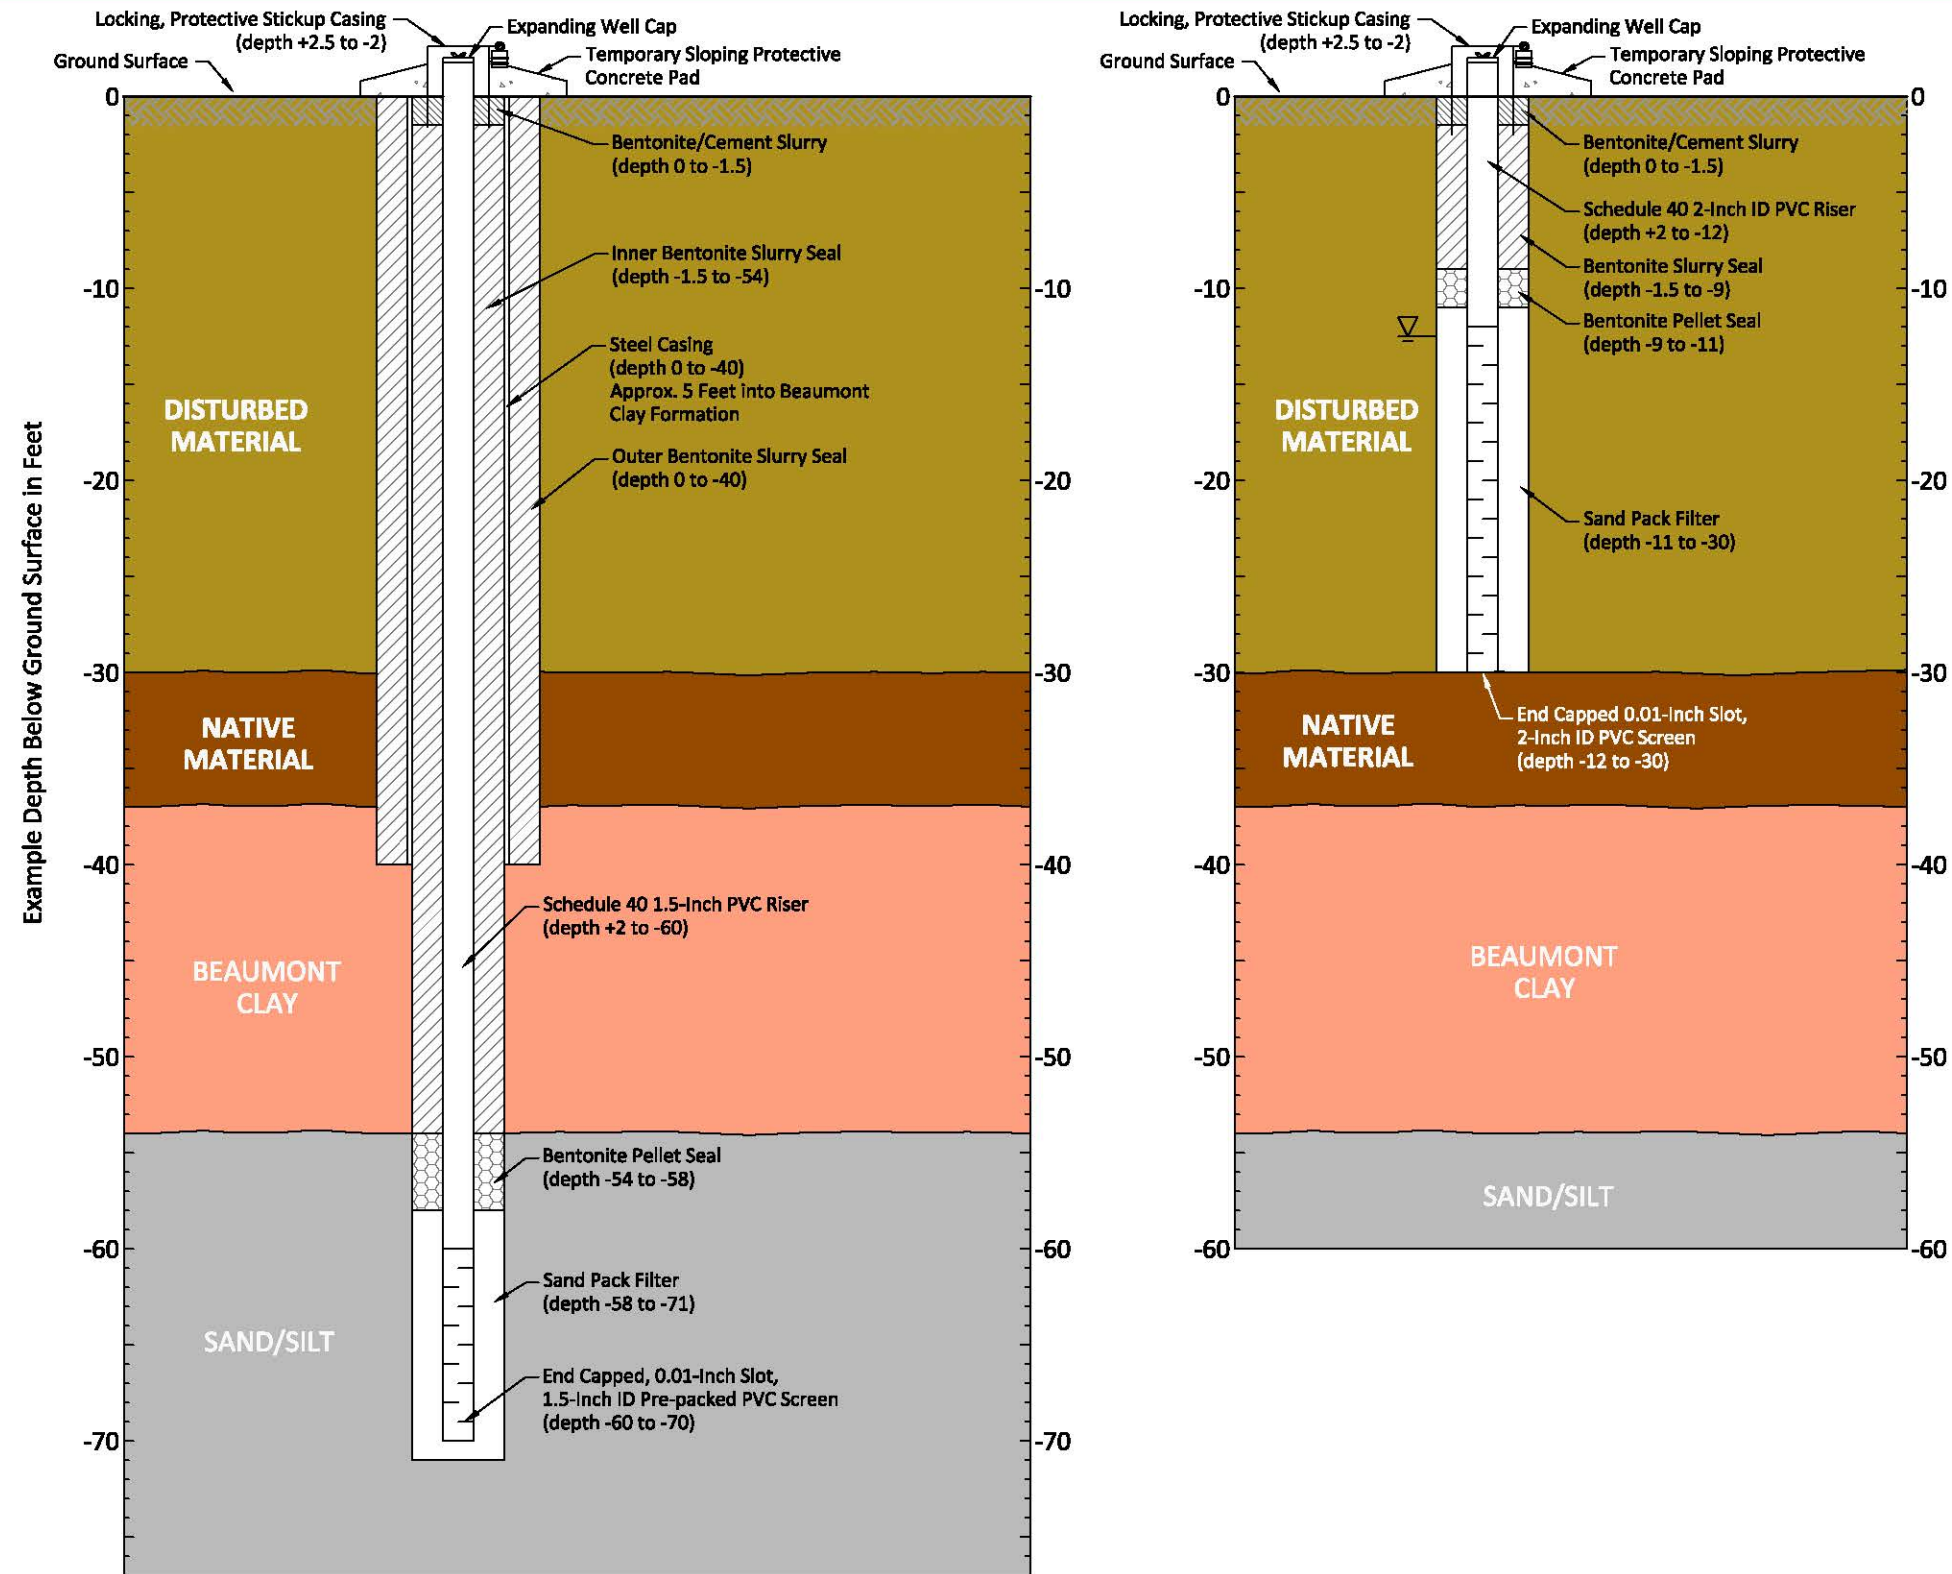 Locking, Protective Stickup Casing
(depth +2.5 to -2)
Expanding Well Cap
Temporary Sloping Protective
Concrete Pad
Ground Surface
Example Depth Below Ground Surface in Feet
0
-10
-20
-30
-40
-50
-60
-70
Bentonite/Cement Slurry
(depth 0 to -1.5)
Inner Bentonite Slurry Seal
(depth -1.5 to -54)
Steel Casing
(depth 0 to -40)
Approx. 5 Feet into Beaumont
Clay Formation
Outer Bentonite Slurry Seal
(depth 0 to -40)
DISTURBED
MATERIAL
NATIVE
MATERIAL
BEAUMONT
CLAY
SAND/SILT
Schedule 40 1.5-Inch PVC Riser
(depth +2 to -60)
Bentonite Pellet Seal
(depth -54 to -58)
Sand Pack Filter
(depth -58 to -71)
End Capped, 0.01-Inch Slot,
1.5-Inch ID Pre-packed PVC Screen
(depth -60 to -70)
-10
-20
-30
-40
-50
-60
-70
Locking, Protective Stickup Casing
(depth +2.5 to -2)
Expanding Well Cap
Temporary Sloping Protective
Concrete Pad
Ground Surface
0
-10
-20
-30
-40
-50
-60
Bentonite/Cement Slurry
(depth 0 to -1.5)
Schedule 40 2-Inch ID PVC Riser
(depth +2 to -12)
Bentonite Slurry Seal
(depth -1.5 to -9)
Bentonite Pellet Seal
(depth -9 to -11)
DISTURBED
MATERIAL
Sand Pack Filter
(depth -11 to -30)
NATIVE
MATERIAL
End Capped 0.01-Inch Slot,
2-Inch ID PVC Screen
(depth -12 to -30)
BEAUMONT
CLAY
SAND/SILT
0
-10
-20
-30
-40
-50
-60